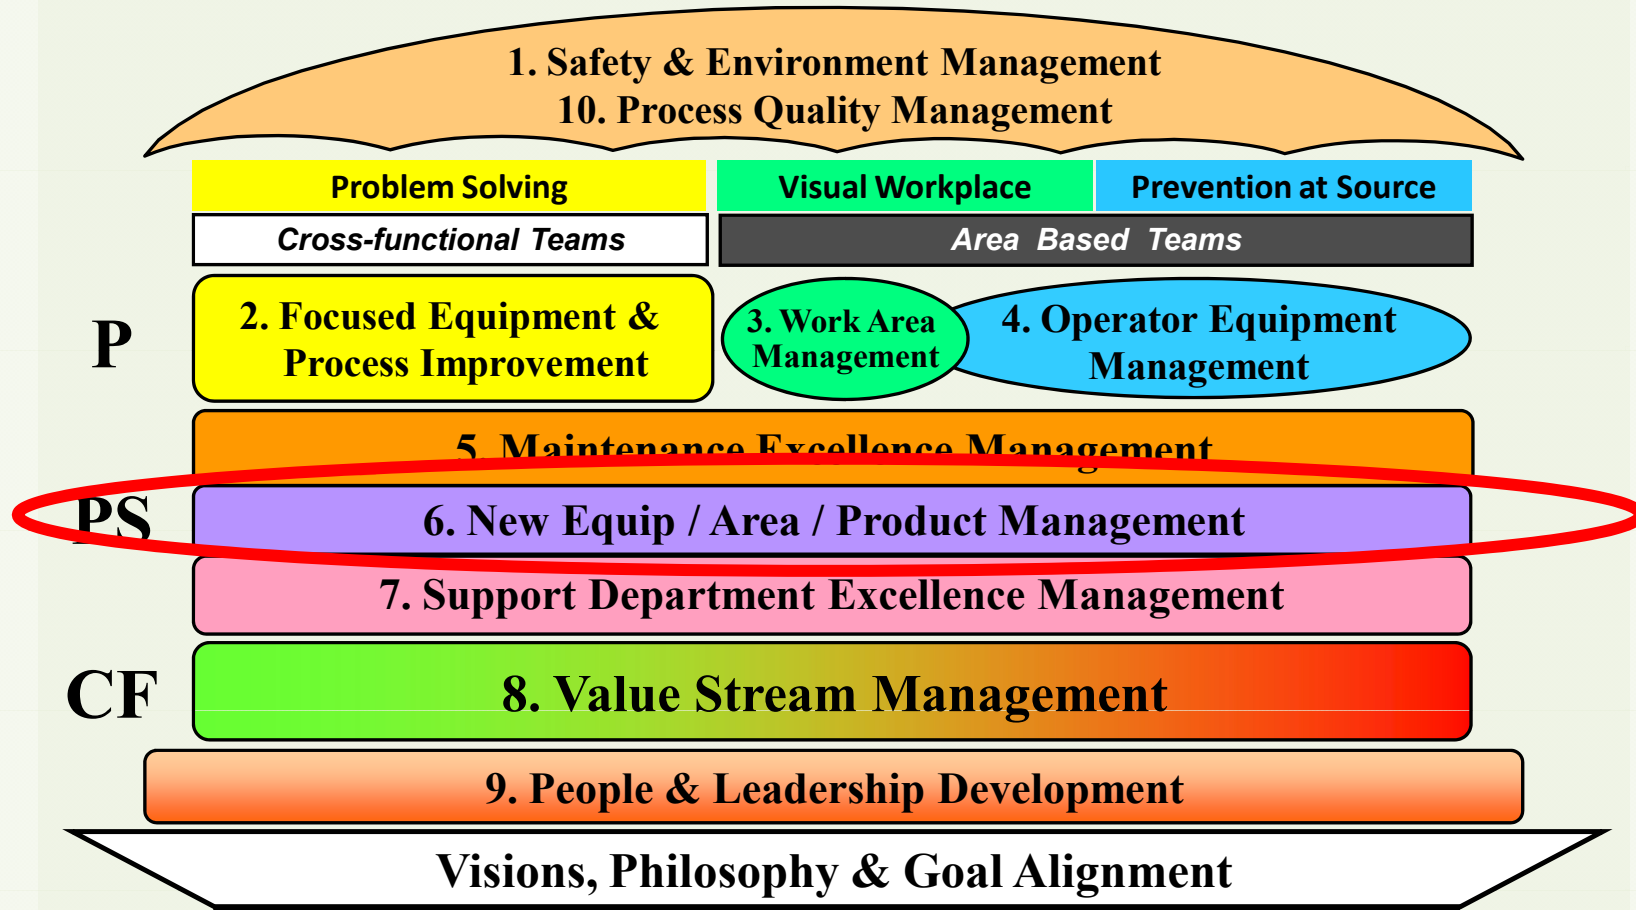 1. Safety & Environment Management
10. Process Quality Management
Problem Solving
Visual Workplace
Prevention at Source
Cross-functional Teams
Area Based Teams
P
2. Focused Equipment &
Process Improvement
3. Work Area
Management
4. Operator Equipment
Management
5. Maintenance Excellence Management
PS
6. New Equip / Area / Product Management
7. Support Department Excellence Management
CF
8. Value Stream Management
9. People & Leadership Development
Visions, Philosophy & Goal Alignment